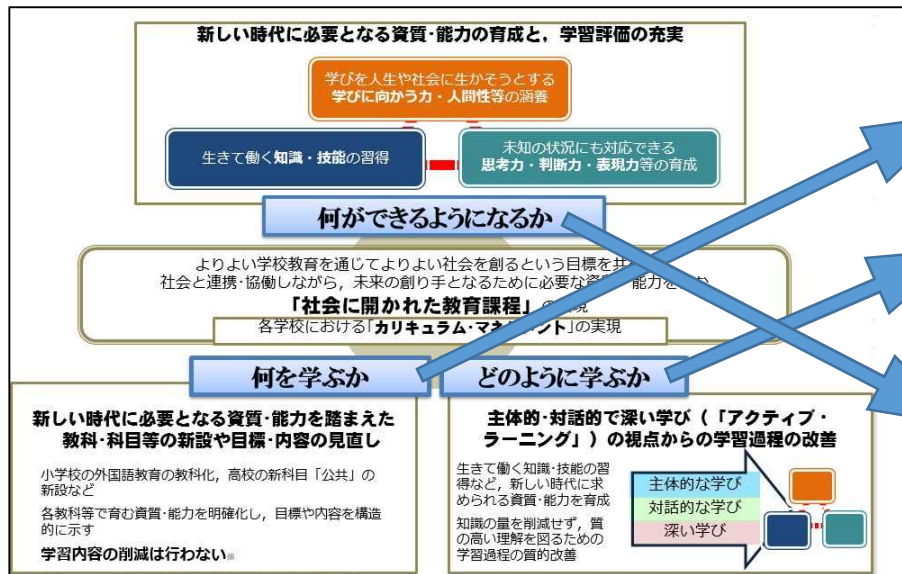 新しい時代に必要となる資質・能力の育成と，学習評価の充実
学びを人生や社会に生かそうとする
学びに向かう力・人間性等の涵養
生きて働く知識・技能の習得
未知の状況にも対応できる
思考力・判断力・表現力等の育成
何ができるようになるか
よりよい学校教育を通じてよりよい社会を創るという目標を共
社会と連携・協働しながら，未来の創り手となるために必要な資 能力を
「社会に開かれた教育課程」の 現
各学校における「カリキュラム・マネジメント」の実現
何を学ぶか
新しい時代に必要となる資質・能力を踏まえた
教科・科目等の新設や目標・内容の見直し
小学校の外国語教育の教科化，高校の新科目「公共」の
新設など
各教科等で育む資質・能力を明確化し，目標や内容を構造
的に示す
学習内容の削減は行わない※
どのように学ぶか
主体的・対話的で深い学び（「アクティブ・
ラーニング」）の視点からの学習過程の改善
生きて働く知識・技能の習
得など，新しい時代に求
められる資質・能力を育成
知識の量を削減せず，質
の高い理解を図るための
学習過程の質的改善
主体的な学び
対話的な学び
深い学び